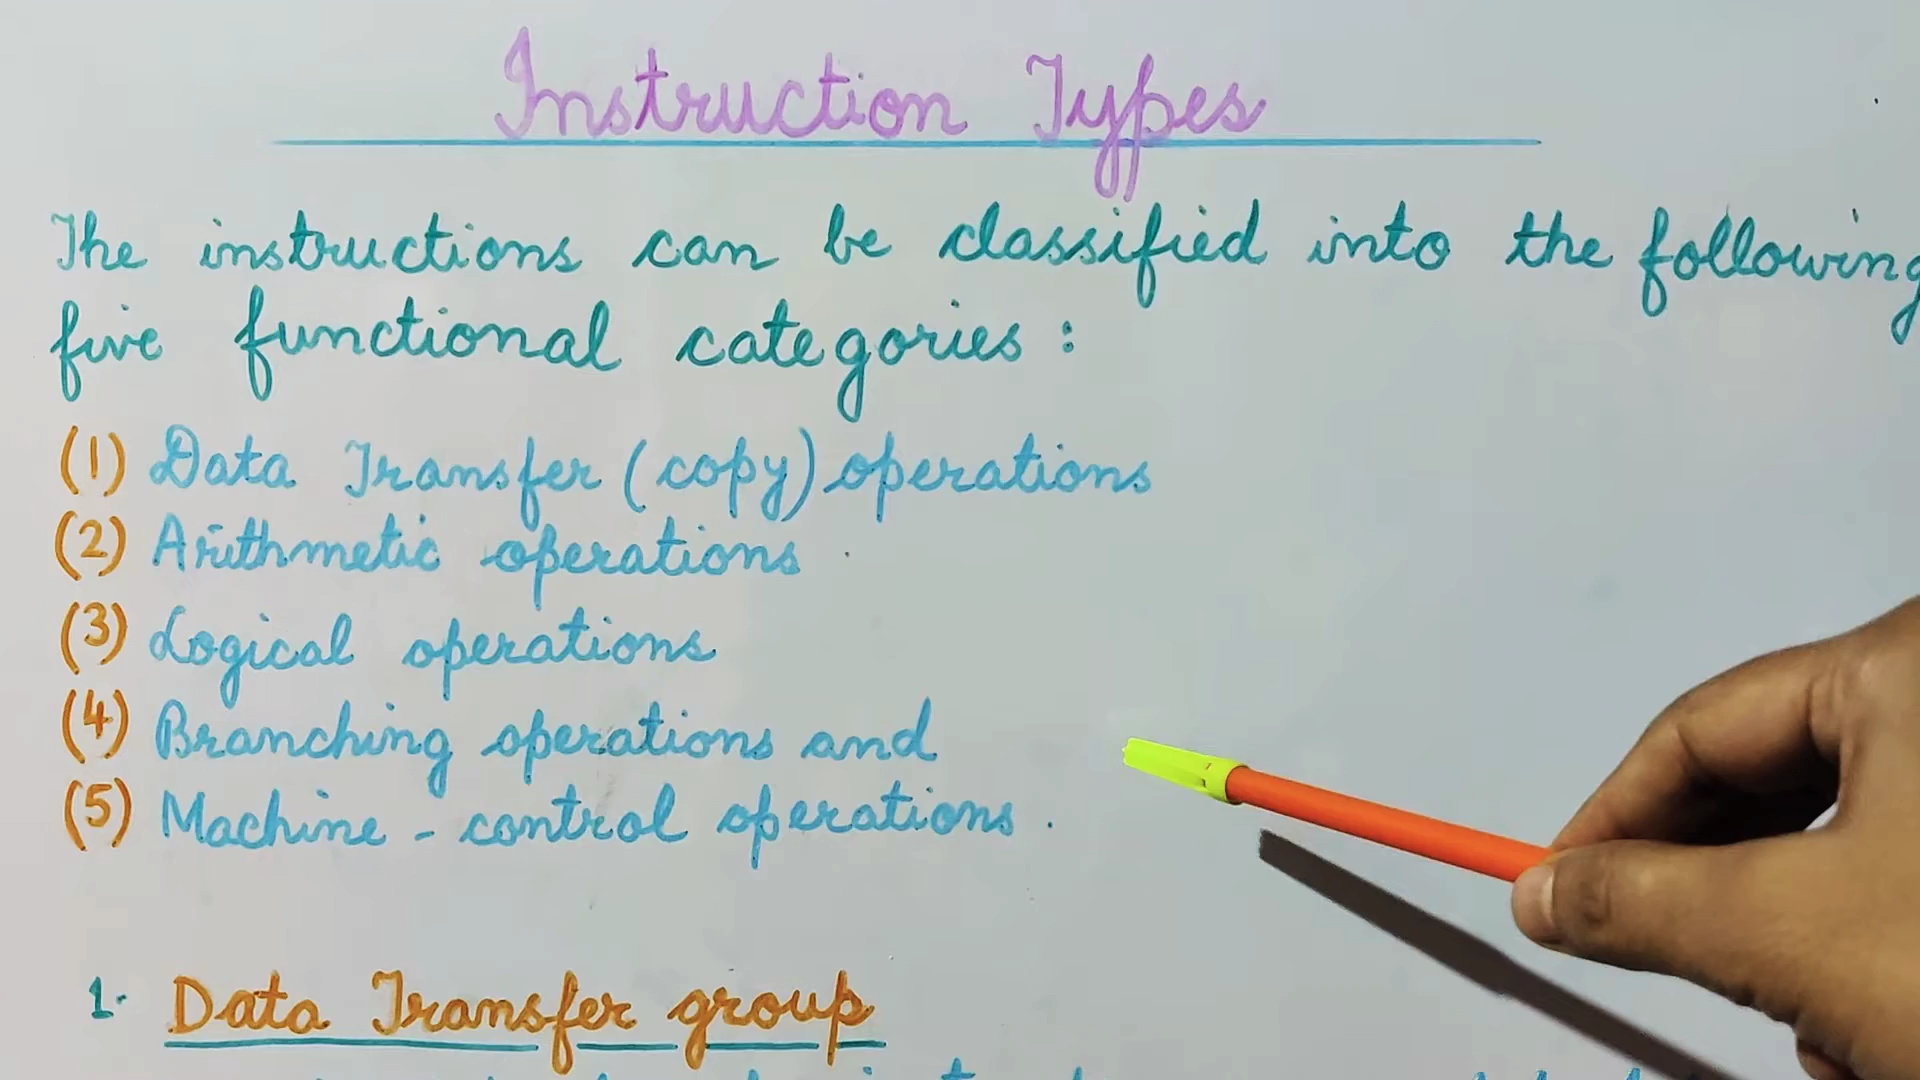 Instruction Types
The instructions can be classified into the following
five functional categories :
(1) Data Transfer (copy) operations
(2) Arithmetic operations
(3) Logical operations
(4) Branching operations and
(5) Machine - control operations.
1. Data Transfer group